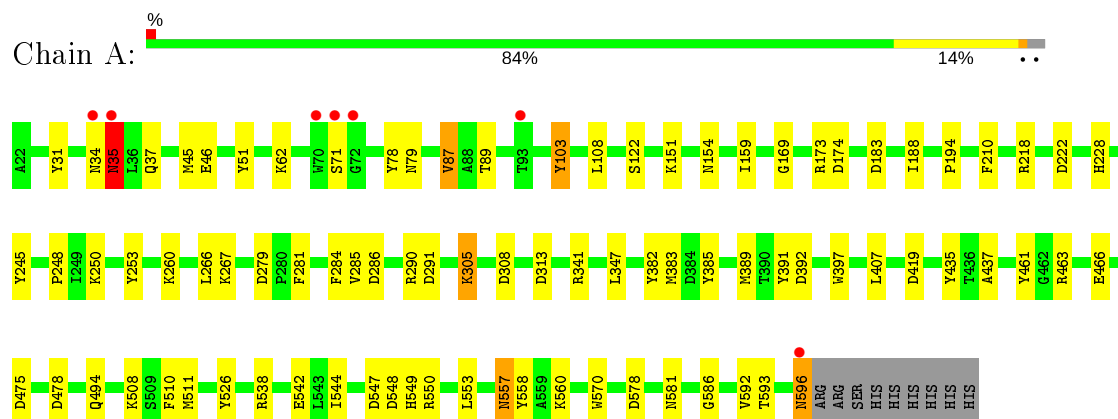 %
Chain A:
84% 14% • •
A22 Y31 N34 N35 L36 Q37 M45 E46 Y51 K62 W70 S71 G72 Y78 N79 V87 A88 T89 T93 Y103 L108 S122 K151 N154 I159 G169 R173 D174 D183 I188 P194 F210 R218 D222 H228
Y245 P248 I249 K250 Y253 K260 L266 K267 D279 P280 F281 F284 V285 D286 R290 D291 K305 D308 D313 R341 L347 Y382 M383 D384 Y385 M389 T390 Y391 D392 W397 L407 D419 Y435 T436 A437 Y461 G462 R463 E466
D475 D478 Q494 K508 S509 F510 M511 Y526 R538 E542 L543 I544 D547 D548 H549 R550 L553 N557 Y558 A559 K560 W570 D578 N581 G586 V592 T593 N596 ARG ARG SER HIS HIS HIS HIS HIS HIS